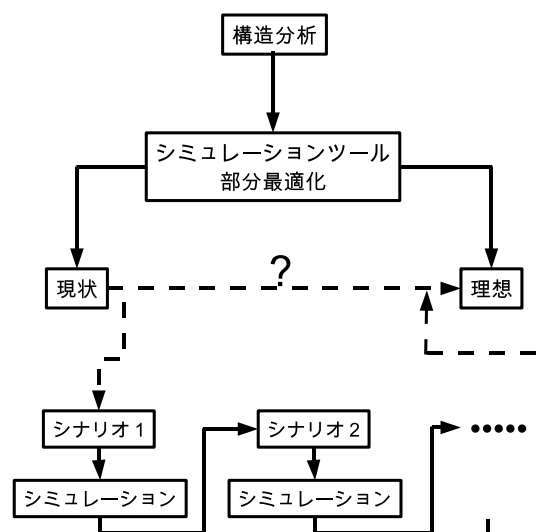 構造分析
シミュレーションツール
部分最適化
?
現状
理想
シナリオ1
シナリオ2
•••••
シミュレーション
シミュレーション